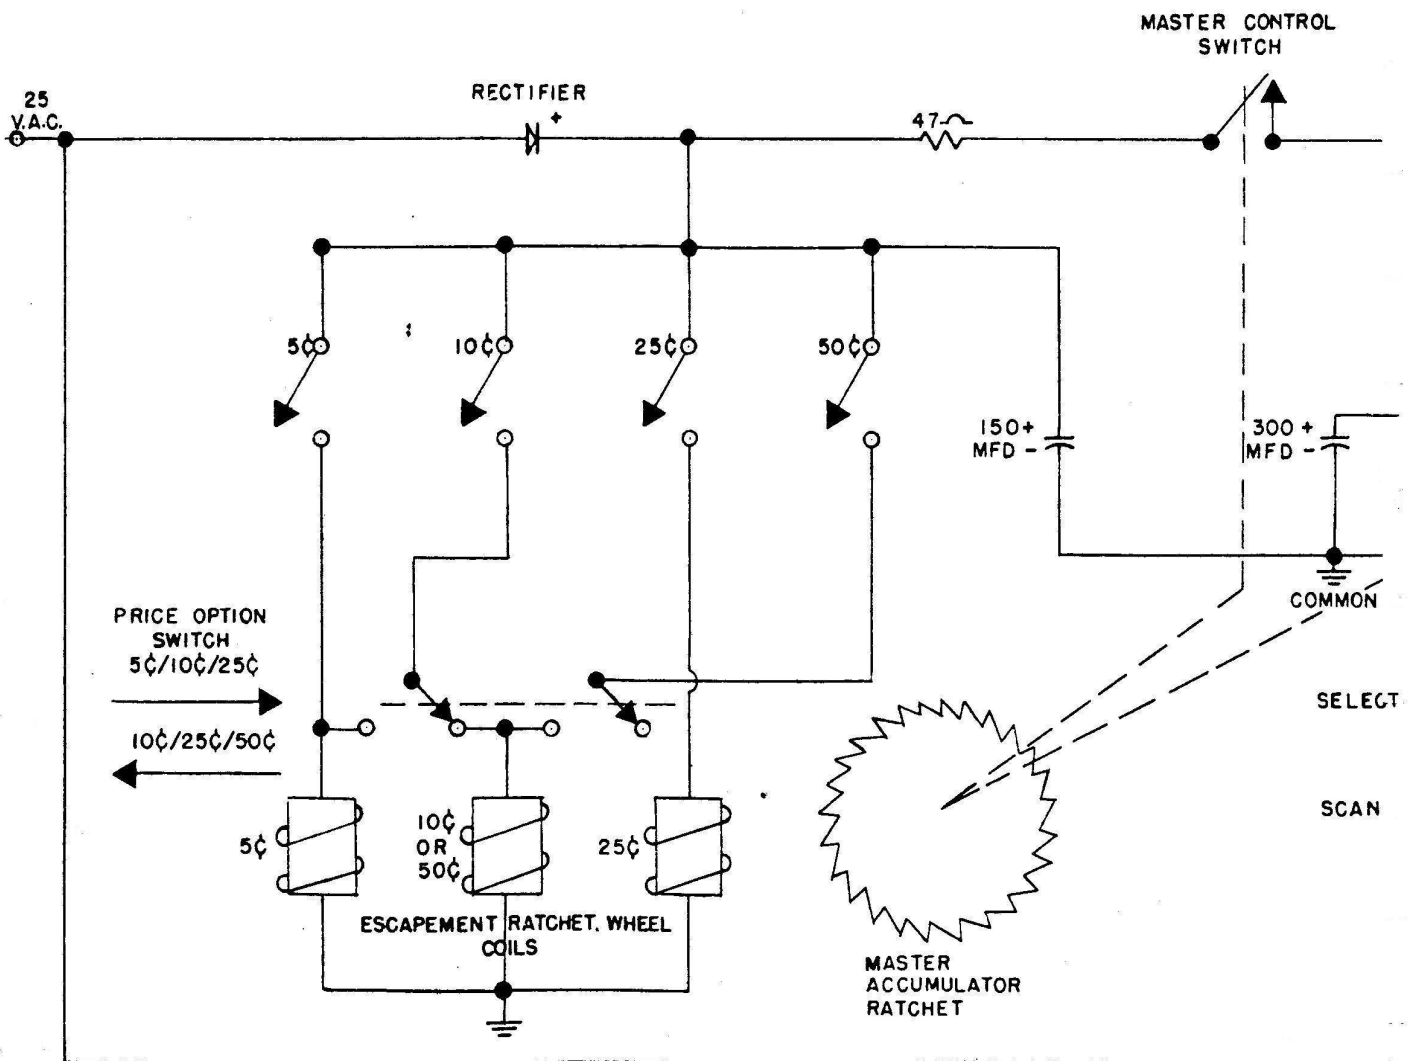 MASTER CONTROL
SWITCH
25
V.A.C.
RECTIFIER
+
47
5¢
10¢
25¢
50¢
150+
MFD -
300 +
MFD -
COMMON
PRICE OPTION
SWITCH
5¢/10¢/25¢
10¢/25¢/50¢
SELECT
SCAN
5¢
10¢
OR
50¢
25¢
ESCAPEMENT RATCHET, WHEEL
COILS
MASTER
ACCUMULATOR
RATCHET